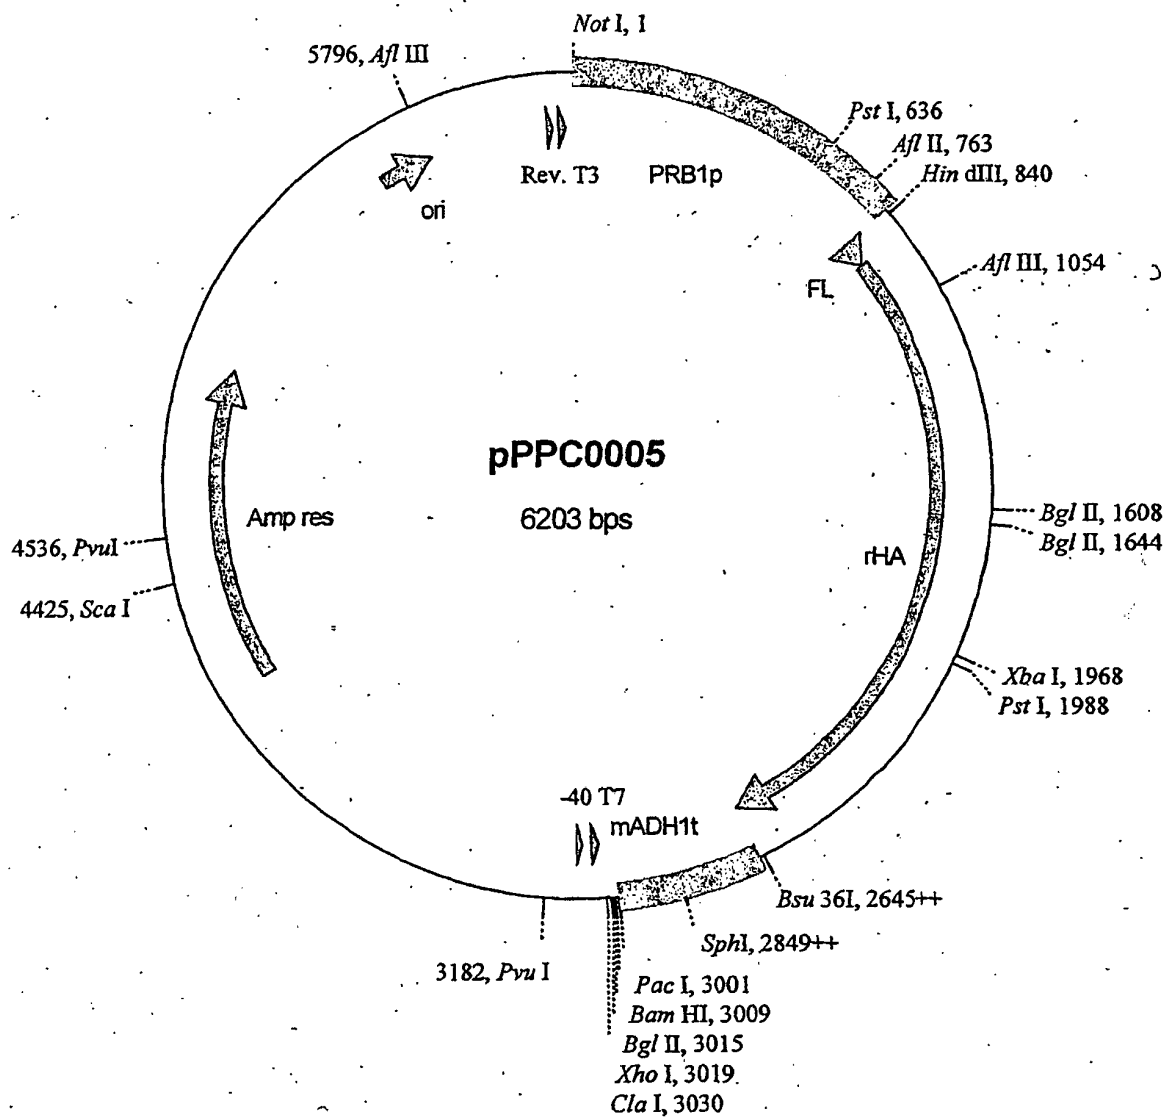 Not I, 1
5796, Afl III
Pst I, 636
Afl II, 763
Hin dIII, 840
Rev. T3
PRB1p
ori
Afl III, 1054
FL
pPPC0005
6203 bps
Amp res
Bgl II, 1608
Bgl II, 1644
4536, PvuI
rHA
4425, Sca I
Xba I, 1968
Pst I, 1988
-40 T7
mADH1t
Bsu 36I, 2645++
SphI, 2849++
3182, Pvu I
Pac I, 3001
Bam HI, 3009
Bgl II, 3015
Xho I, 3019
Cla I, 3030